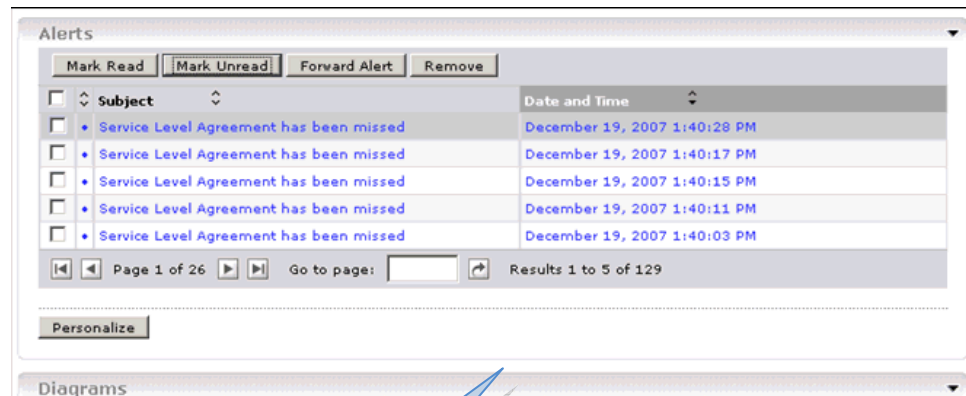 Alerts
Mark Read Mark Unread Forward Alert Remove
Subject Date and Time
Service Level Agreement has been missed December 19, 2007 1:40:28 PM
Service Level Agreement has been missed December 19, 2007 1:40:17 PM
Service Level Agreement has been missed December 19, 2007 1:40:15 PM
Service Level Agreement has been missed December 19, 2007 1:40:11 PM
Service Level Agreement has been missed December 19, 2007 1:40:03 PM
Page 1 of 26 Go to page: Results 1 to 5 of 129
Personalize
Diagrams